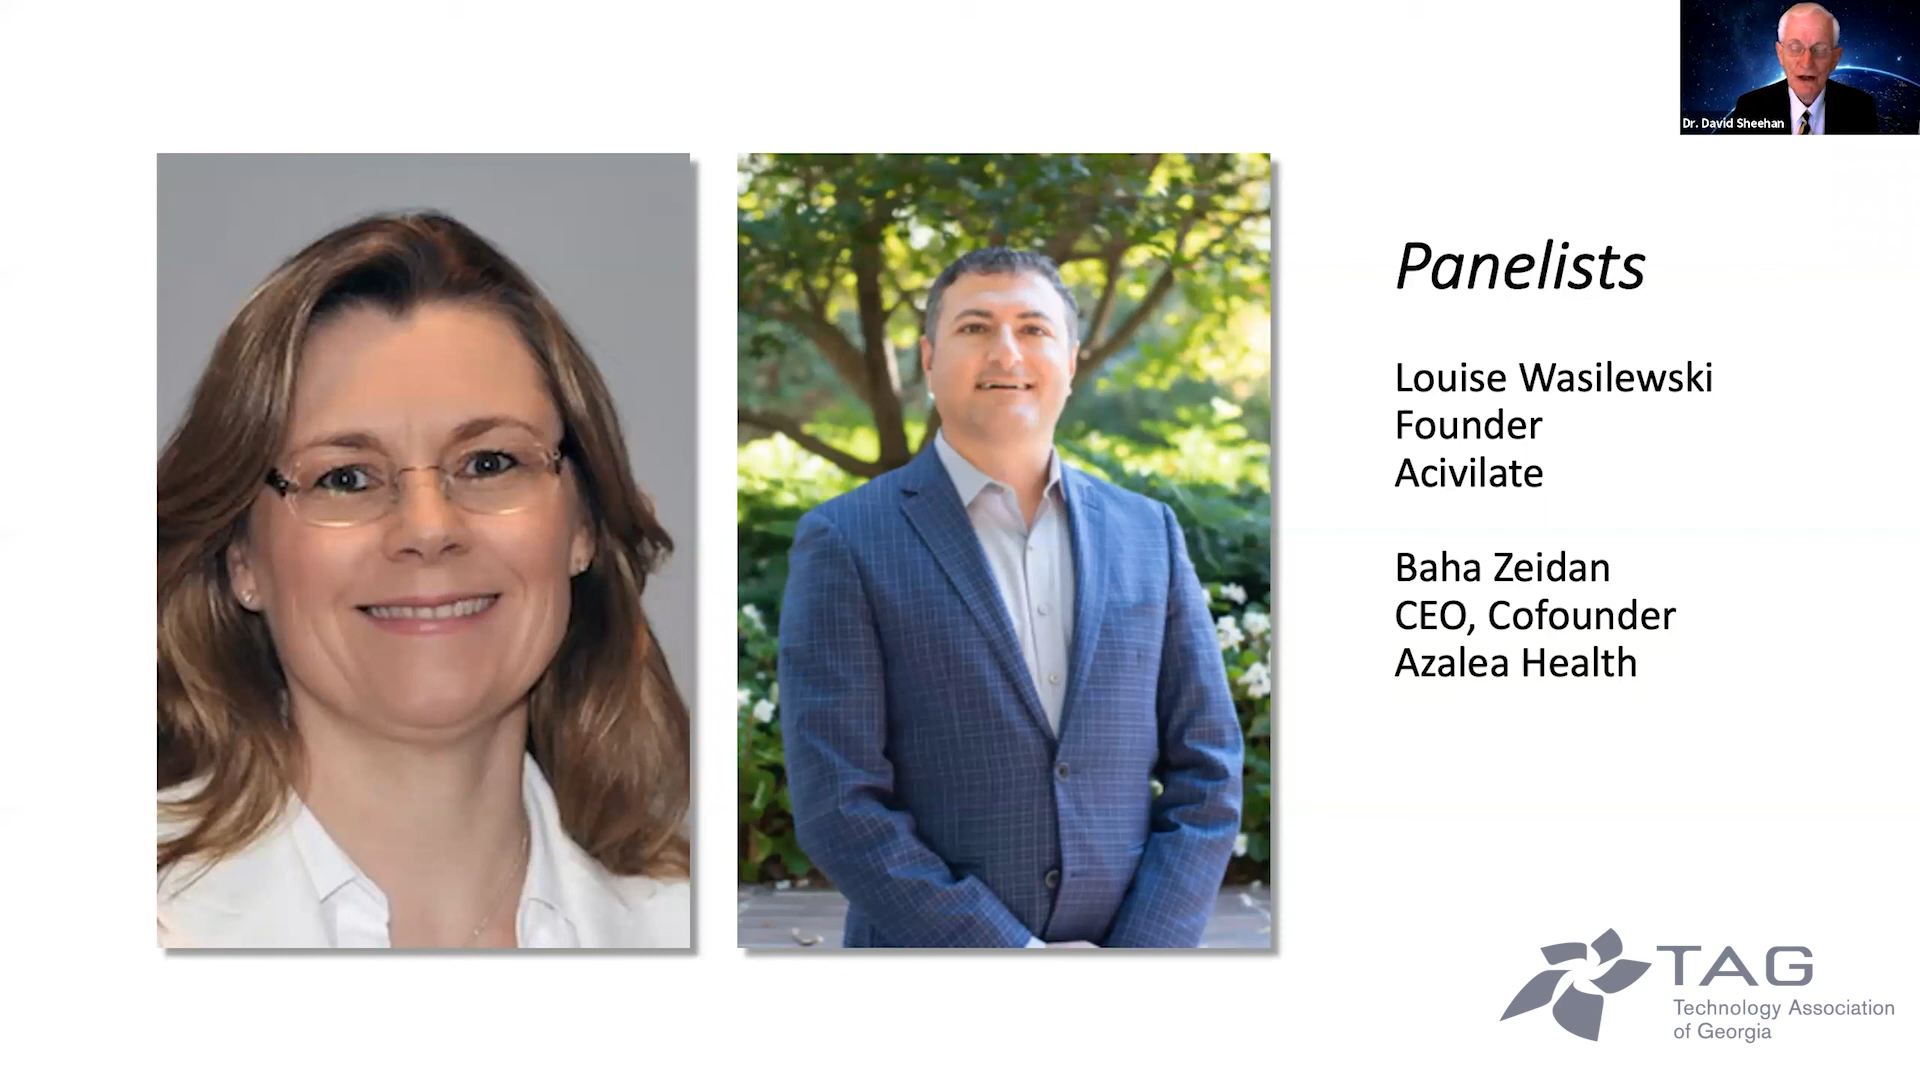 Dr. David Sheehan
Panelists
Louise Wasilewski
Founder
Acivilate
Baha Zeidan
CEO, Cofounder
Azalea Health
TAG
Technology Association
of Georgia